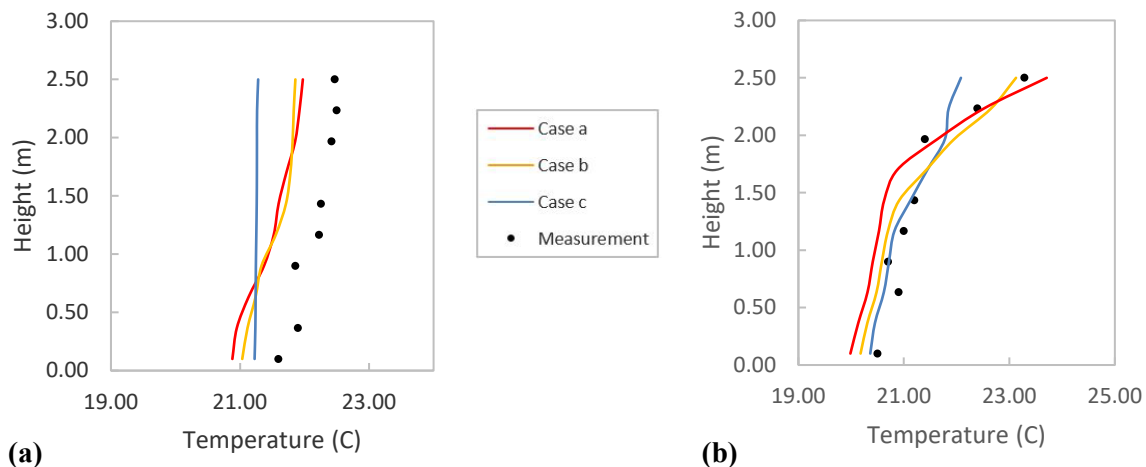 3.00
2.50
2.00
1.50
1.00
0.50
0.00
Height (m)
19.00 21.00 23.00
Temperature (C)
(a)
Case a
Case b
Case c
Measurement
3.00
2.50
2.00
1.50
1.00
0.50
0.00
Height (m)
19.00 21.00 23.00 25.00
Temperature (C)
(b)